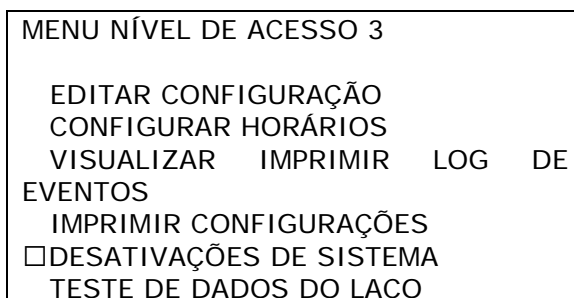 MENU NÍVEL DE ACESSO 3
EDITAR CONFIGURAÇÃO
CONFIGURAR HORÁRIOS
VISUALIZAR IMPRIMIR LOG DE
EVENTOS
IMPRIMIR CONFIGURAÇÕES
□DESATIVAÇÕES DE SISTEMA
TESTE DE DADOS DO LAÇO